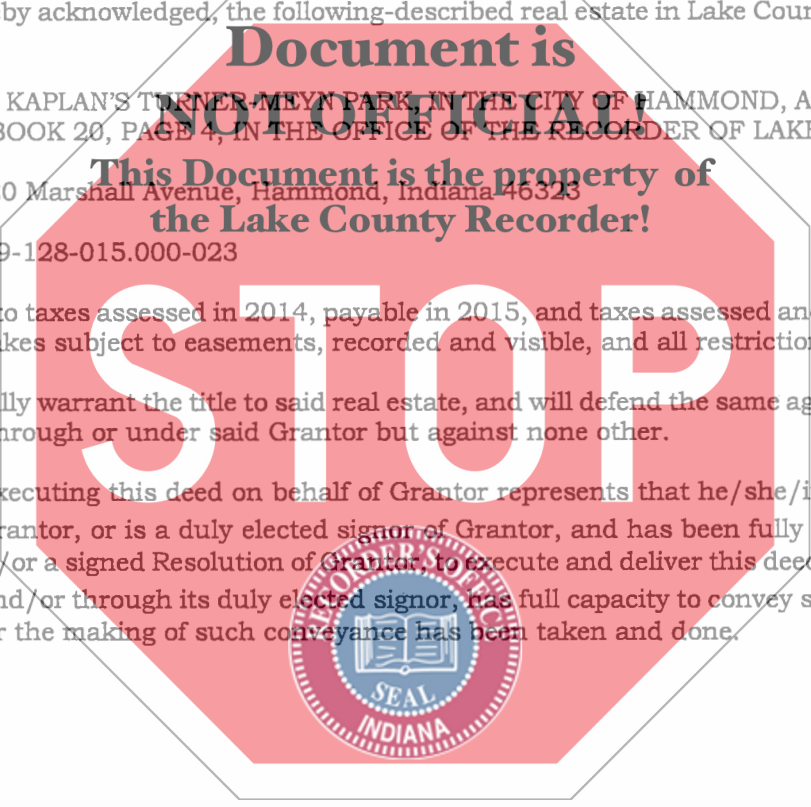 by acknowledged, the following-described real estate in Lake Coun
Document is
KAPLAN'S TURNER-MEYN PARK, IN THE CITY OF HAMMOND, A
NOT OFFICIAL!
BOOK 20, PAGE 4, IN THE OFFICE OF THE RECORDER OF LAKE
This Document is the property of
0 Marshall Avenue, Hammond, Indiana 46323
the Lake County Recorder!
9-128-015.000-023
to taxes assessed in 2014, payable in 2015, and taxes assessed and
akes subject to easements, recorded and visible, and all restriction
STOP
lly warrant the title to said real estate, and will defend the same ag
hrough or under said Grantor but against none other.
xecuting this deed on behalf of Grantor represents that he/she/i
rantor, or is a duly elected signor of Grantor, and has been fully
/or a signed Resolution of Grantor, to execute and deliver this deed
nd/or through its duly elected signor, has full capacity to convey s
r the making of such conveyance has been taken and done.
RECORDER'S OFFICE
SEAL
INDIANA